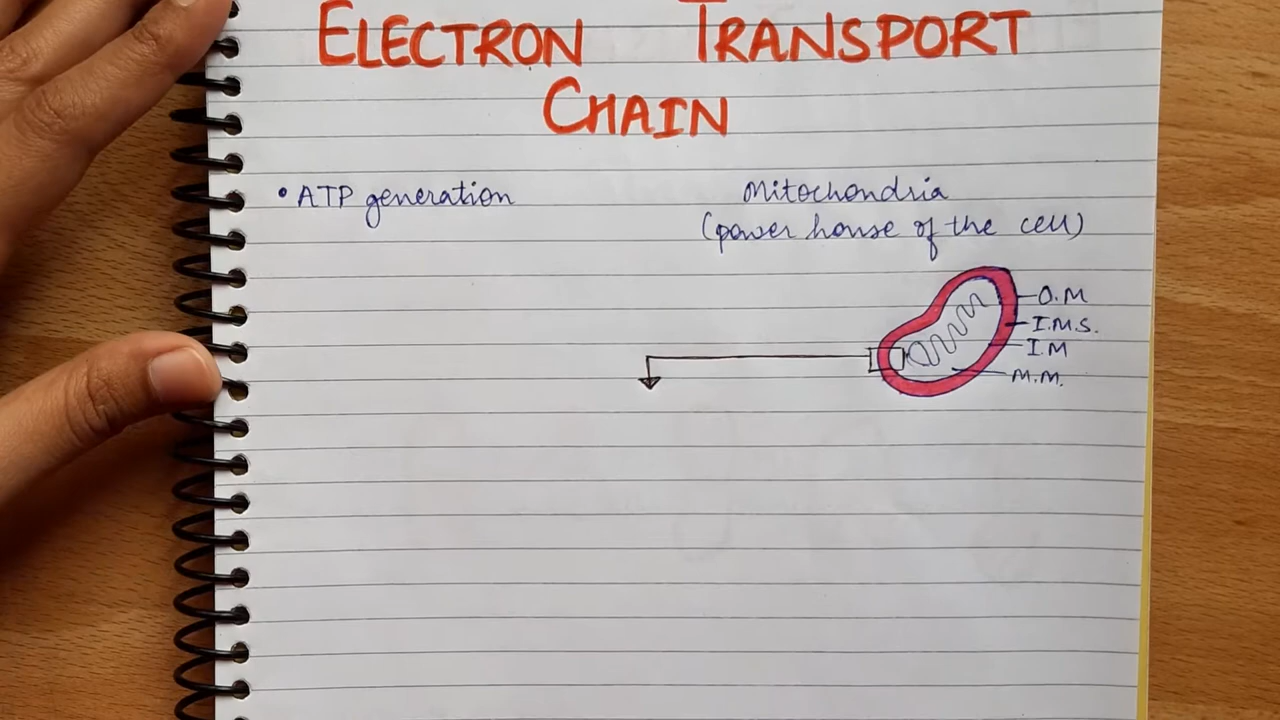 ELECTRON TRANSPORT
CHAIN
• ATP generation
Mitochondria
(power house of the cell)
O.M
I.M.S.
I.M
M.M.